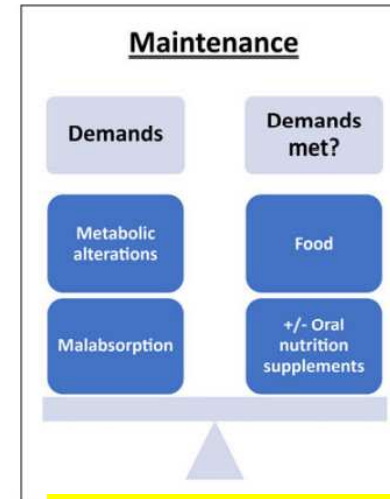 Maintenance
Demands
Demands
met?
Metabolic
alterations
Food
Malabsorption
+/- Oral
nutrition
supplements